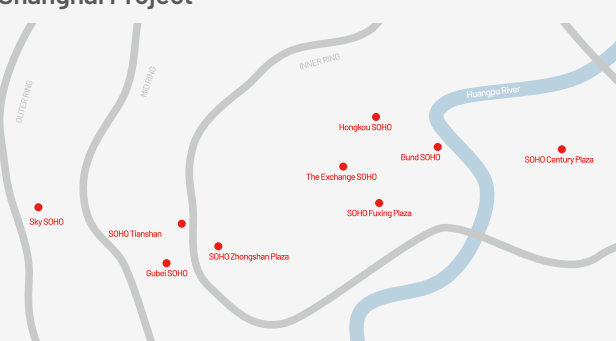 Shanghai Project
INNER RING
MID RING
OUTER RING
Huangpu River
Hongkou SOHO
Bund SOHO
SOHO Century Plaza
The Exchange SOHO
SOHO Fuxing Plaza
Sky SOHO
SOHO Tianshan
SOHO Zhongshan Plaza
Gubei SOHO